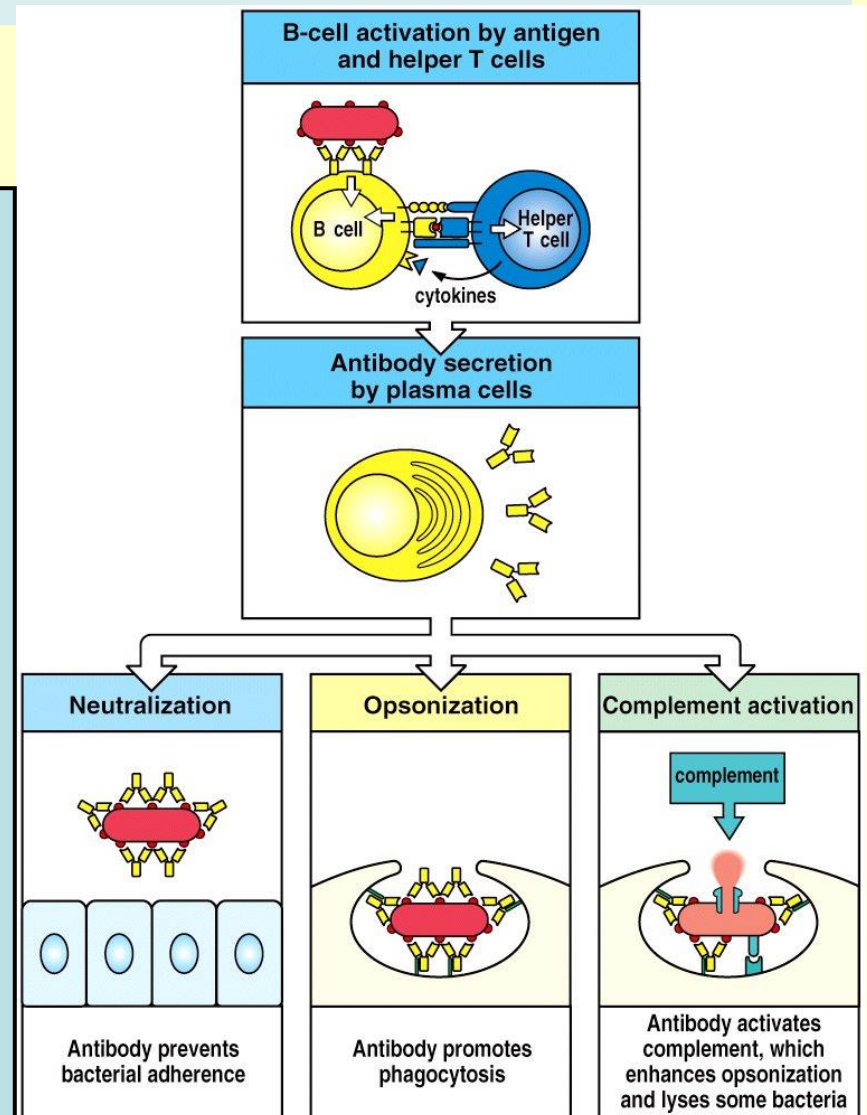 B-cell activation by antigen
and helper T cells
B cell
Helper
T cell
cytokines
Antibody secretion
by plasma cells
Neutralization
Opsonization
Complement activation
complement
Antibody prevents
bacterial adherence
Antibody promotes
phagocytosis
Antibody activates
complement, which
enhances opsonization
and lyses some bacteria